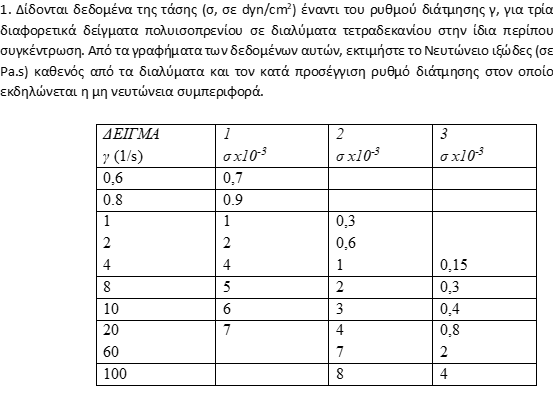 1. Δίδονται δεδομένα της τάσης (σ, σε dyn/cm²) έναντι του ρυθμού διάτμησης γ, για τρία
διαφορετικά δείγματα πολυισοπρενίου σε διαλύματα τετραδεκανίου στην ίδια περίπου
συγκέντρωση. Από τα γραφήματα των δεδομένων αυτών, εκτιμήστε το Νευτώνειο ιξώδες (σε
Pa.s) καθενός από τα διαλύματα και τον κατά προσέγγιση ρυθμό διάτμησης στον οποίο
εκδηλώνεται η μη νευτώνεια συμπεριφορά.
ΔΕΙΓΜΑ 1 2 3
γ (1/s) σ x10⁻³ σ x10⁻³ σ x10⁻³
0,6 0,7
0.8 0.9
1 1 0,3
2 2 0,6
4 4 1 0,15
8 5 2 0,3
10 6 3 0,4
20 7 4 0,8
60 7 2
100 8 4